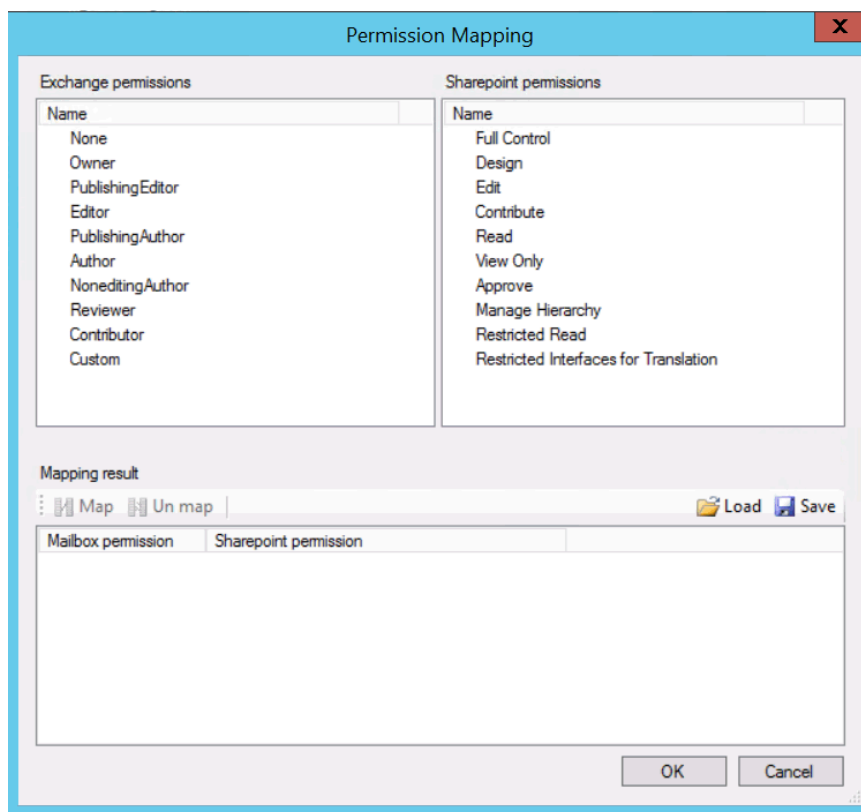 Permission Mapping
X
Exchange permissions
Name
None
Owner
PublishingEditor
Editor
PublishingAuthor
Author
NoneditingAuthor
Reviewer
Contributor
Custom
Sharepoint permissions
Name
Full Control
Design
Edit
Contribute
Read
View Only
Approve
Manage Hierarchy
Restricted Read
Restricted Interfaces for Translation
Mapping result
Map Un map Load Save
Mailbox permission Sharepoint permission
OK Cancel